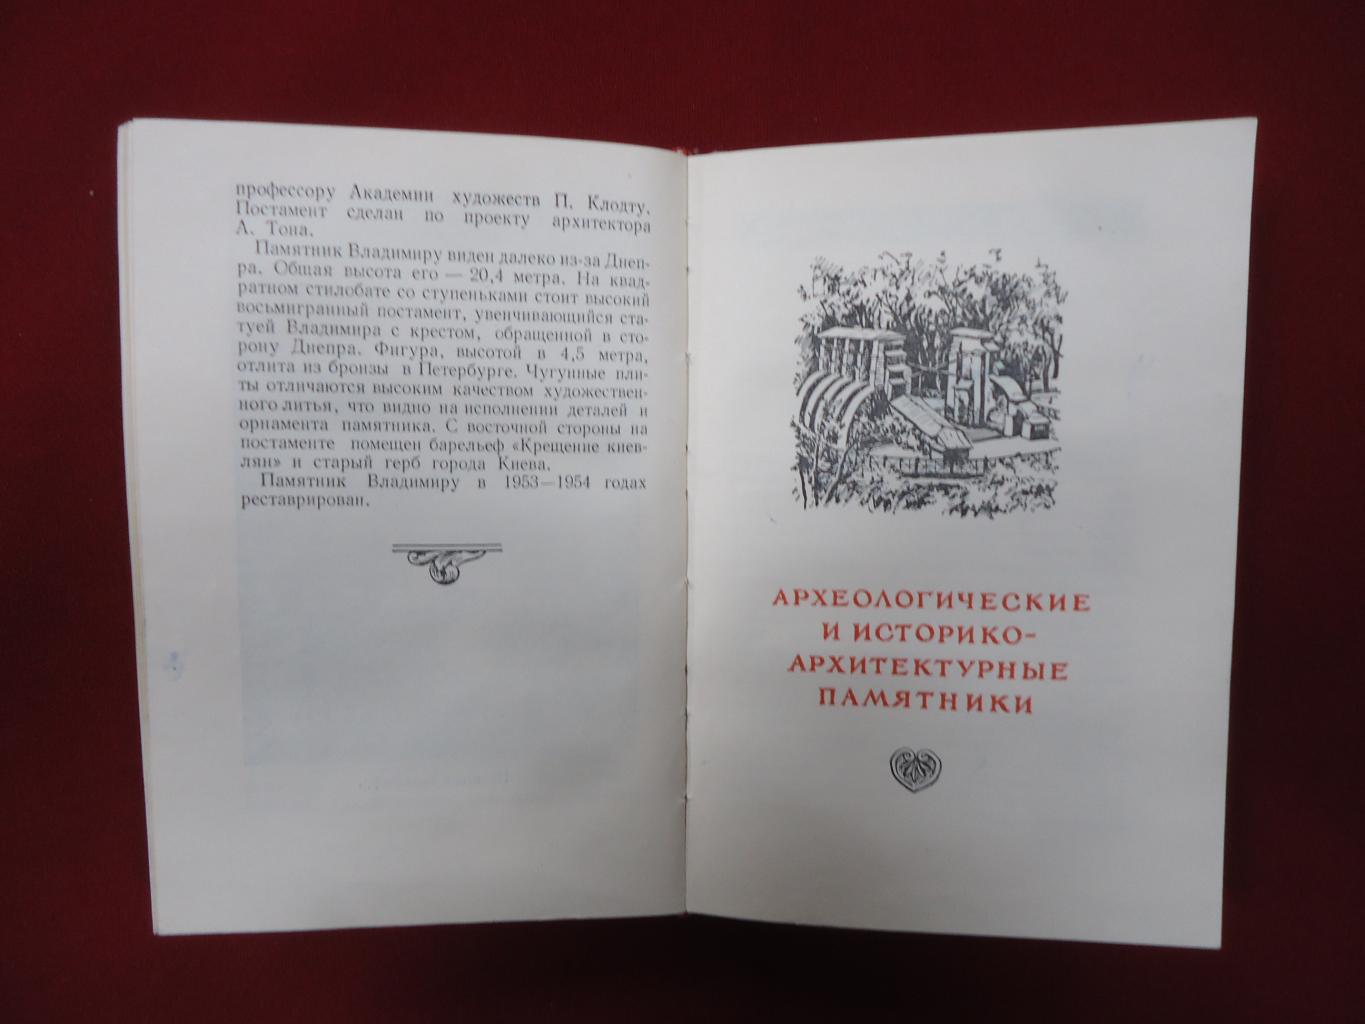 профессору Академии художеств П. Клодту.
Постамент сделан по проекту архитектора
А. Тона.
Памятник Владимиру виден далеко из-за Днеп-
ра. Общая высота его — 20,4 метра. На квад-
ратном стилобате со ступеньками стоит высокий
восьмигранный постамент, увенчивающийся ста-
туей Владимира с крестом, обращенной в сто-
рону Днепра. Фигура, высотой в 4,5 метра,
отлита из бронзы в Петербурге. Чугунные пли-
ты отличаются высоким качеством художествен-
ного литья, что видно на исполнении деталей и
орнамента памятника. С восточной стороны на
постаменте помещен барельеф «Крещение киев-
лян» и старый герб города Киева.
Памятник Владимиру в 1953—1954 годах
реставрирован.
АРХЕОЛОГИЧЕСКИЕ
И ИСТОРИКО-
АРХИТЕКТУРНЫЕ
ПАМЯТНИКИ